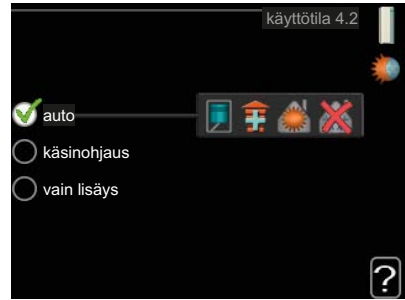 käyttötila 4.2
auto
käsinohjaus
vain lisäys
?